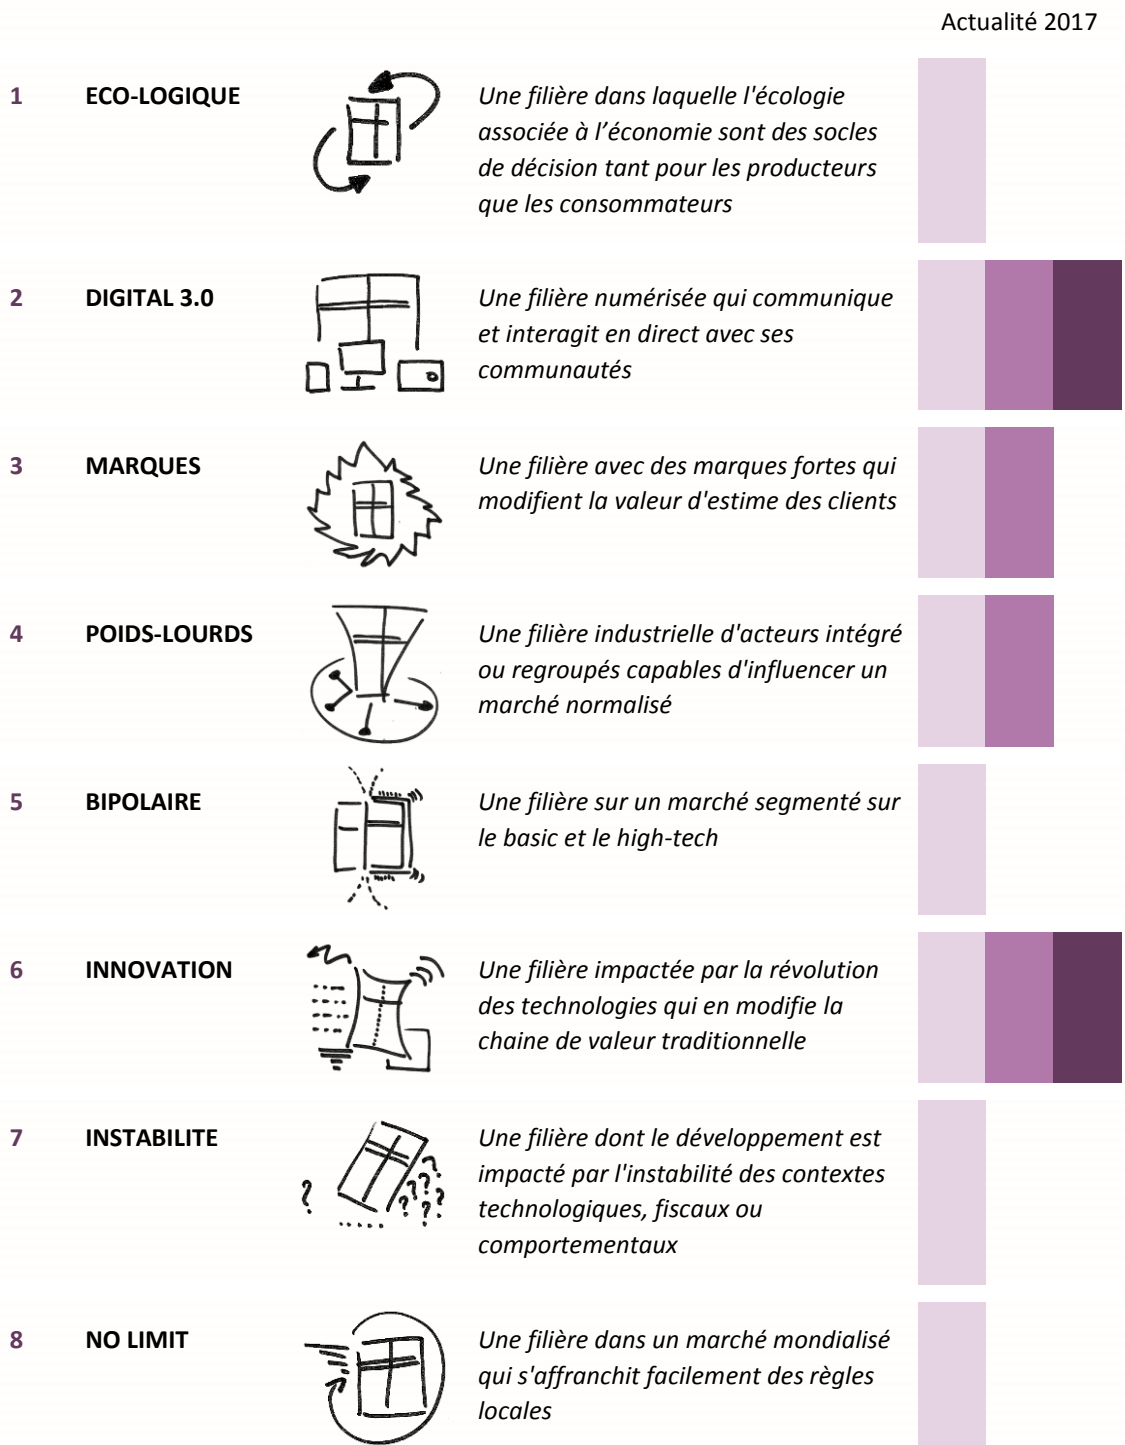 Actualité 2017
1 ECO-LOGIQUE Une filière dans laquelle l'écologie
associée à l’économie sont des socles
de décision tant pour les producteurs
que les consommateurs
2 DIGITAL 3.0 Une filière numérisée qui communique
et interagit en direct avec ses
communautés
3 MARQUES Une filière avec des marques fortes qui
modifient la valeur d'estime des clients
4 POIDS-LOURDS Une filière industrielle d'acteurs intégré
ou regroupés capables d'influencer un
marché normalisé
5 BIPOLAIRE Une filière sur un marché segmenté sur
le basic et le high-tech
6 INNOVATION Une filière impactée par la révolution
des technologies qui en modifie la
chaine de valeur traditionnelle
7 INSTABILITE Une filière dont le développement est
impacté par l'instabilité des contextes
technologiques, fiscaux ou
comportementaux
8 NO LIMIT Une filière dans un marché mondialisé
qui s'affranchit facilement des règles
locales